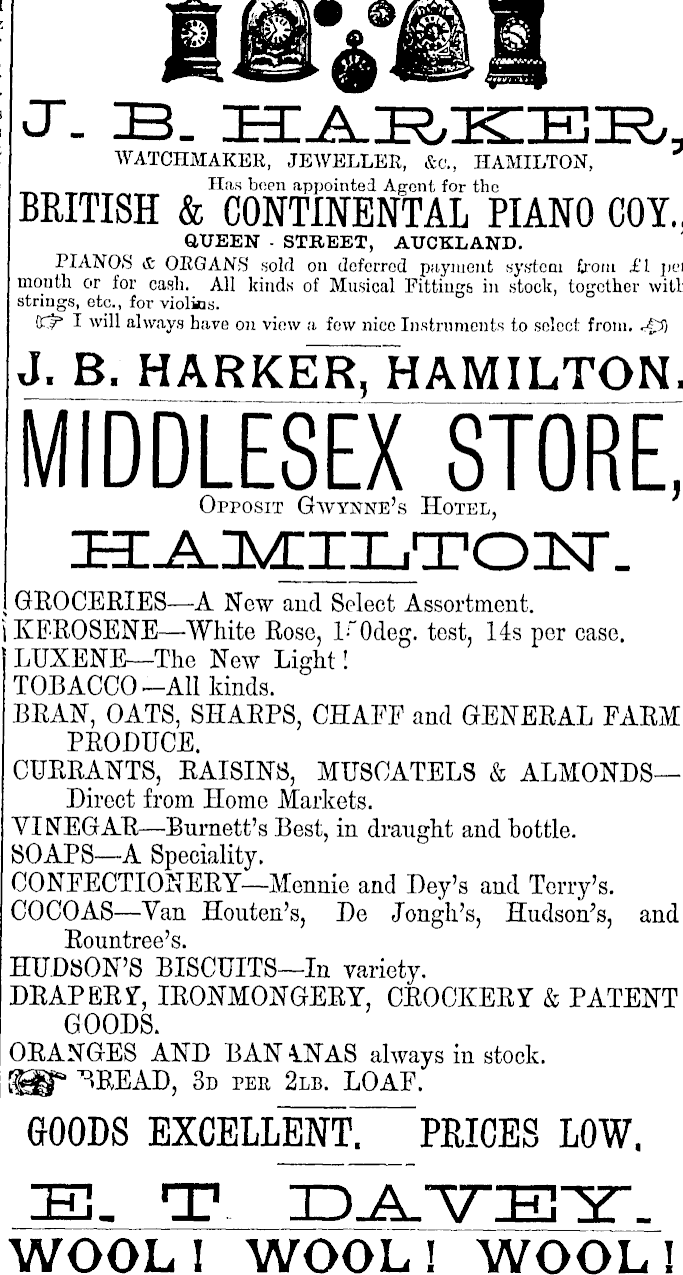 J. B. HARKER,
WATCHMAKER, JEWELLER, &c., HAMILTON,
Has been appointed Agent for the
BRITISH & CONTINENTAL PIANO COY.,
QUEEN - STREET, AUCKLAND.
PIANOS & ORGANS sold on deferred payment system from £1 per
month or for cash. All kinds of Musical Fittings in stock, together with
strings, etc., for violins.
I will always have on view a few nice Instruments to select from.
J. B. HARKER, HAMILTON.
MIDDLESEX STORE,
OPPOSIT GWYNNE'S HOTEL,
HAMILTON.
GROCERIES—A New and Select Assortment.
KEROSENE—White Rose, test, 14s per case.
LUXENE—The New Light!
TOBACCO—All kinds.
BRAN, OATS, SHARPS, CHAFF and GENERAL FARM
PRODUCE.
CURRANTS, RAISINS, MUSCATELS & ALMONDS—
Direct from Home Markets.
VINEGAR—Burnett's Best, in draught and bottle.
SOAPS—A Speciality.
CONFECTIONERY—Mennie and Dey's and Terry's.
COCOAS—Van Houten's, De Jongh's, Hudson's, and
Rountree's.
HUDSON'S BISCUITS—In variety.
DRAPERY, IRONMONGERY, CROCKERY & PATENT
GOODS.
ORANGES AND BANANAS always in stock.
BREAD, 3D PER 2LB. LOAF.
GOODS EXCELLENT. PRICES LOW.
E. T. DAVEY.
WOOL! WOOL! WOOL!